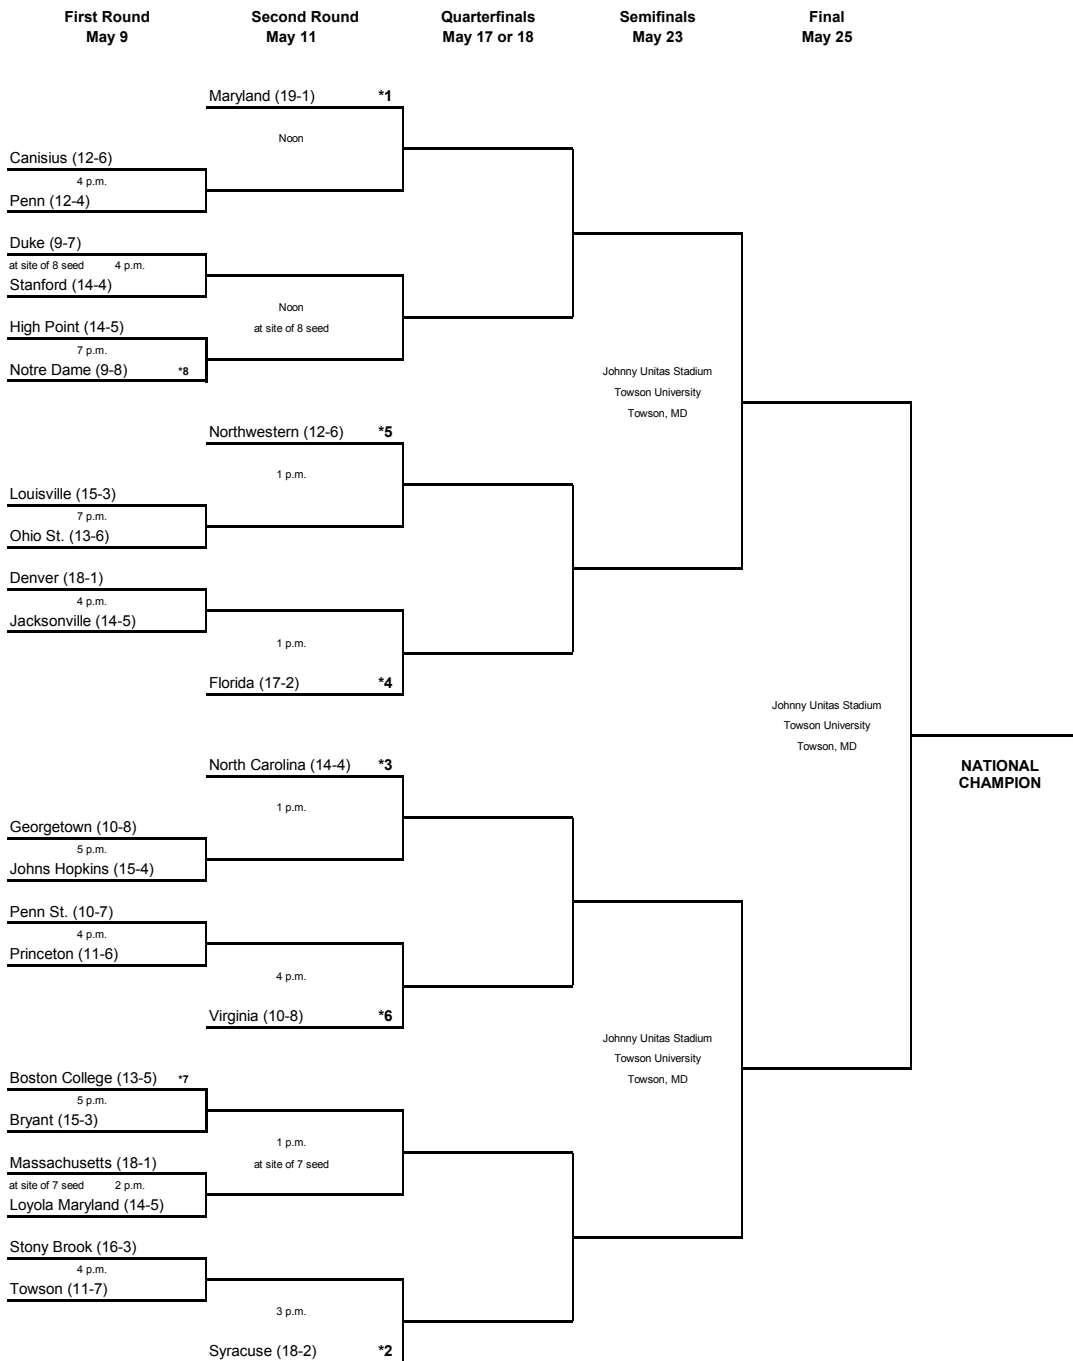 First Round Second Round Quarterfinals Semifinals Final
May 9 May 11 May 17 or 18 May 23 May 25
Maryland (19-1) *1
Noon
Canisius (12-6)
4 p.m.
Penn (12-4)
Duke (9-7)
at site of 8 seed 4 p.m.
Stanford (14-4)
Noon
at site of 8 seed
High Point (14-5)
7 p.m.
Notre Dame (9-8) *8
Johnny Unitas Stadium
Towson University
Towson, MD
Northwestern (12-6) *5
1 p.m.
Louisville (15-3)
7 p.m.
Ohio St. (13-6)
Denver (18-1)
4 p.m.
Jacksonville (14-5)
1 p.m.
Florida (17-2) *4
Johnny Unitas Stadium
Towson University
Towson, MD
NATIONAL
CHAMPION
North Carolina (14-4) *3
1 p.m.
Georgetown (10-8)
5 p.m.
Johns Hopkins (15-4)
Penn St. (10-7)
4 p.m.
Princeton (11-6)
4 p.m.
Virginia (10-8) *6
Johnny Unitas Stadium
Towson University
Towson, MD
Boston College (13-5) *7
5 p.m.
Bryant (15-3)
1 p.m.
at site of 7 seed
Massachusetts (18-1)
at site of 7 seed 2 p.m.
Loyola Maryland (14-5)
Stony Brook (16-3)
4 p.m.
Towson (11-7)
3 p.m.
Syracuse (18-2) *2